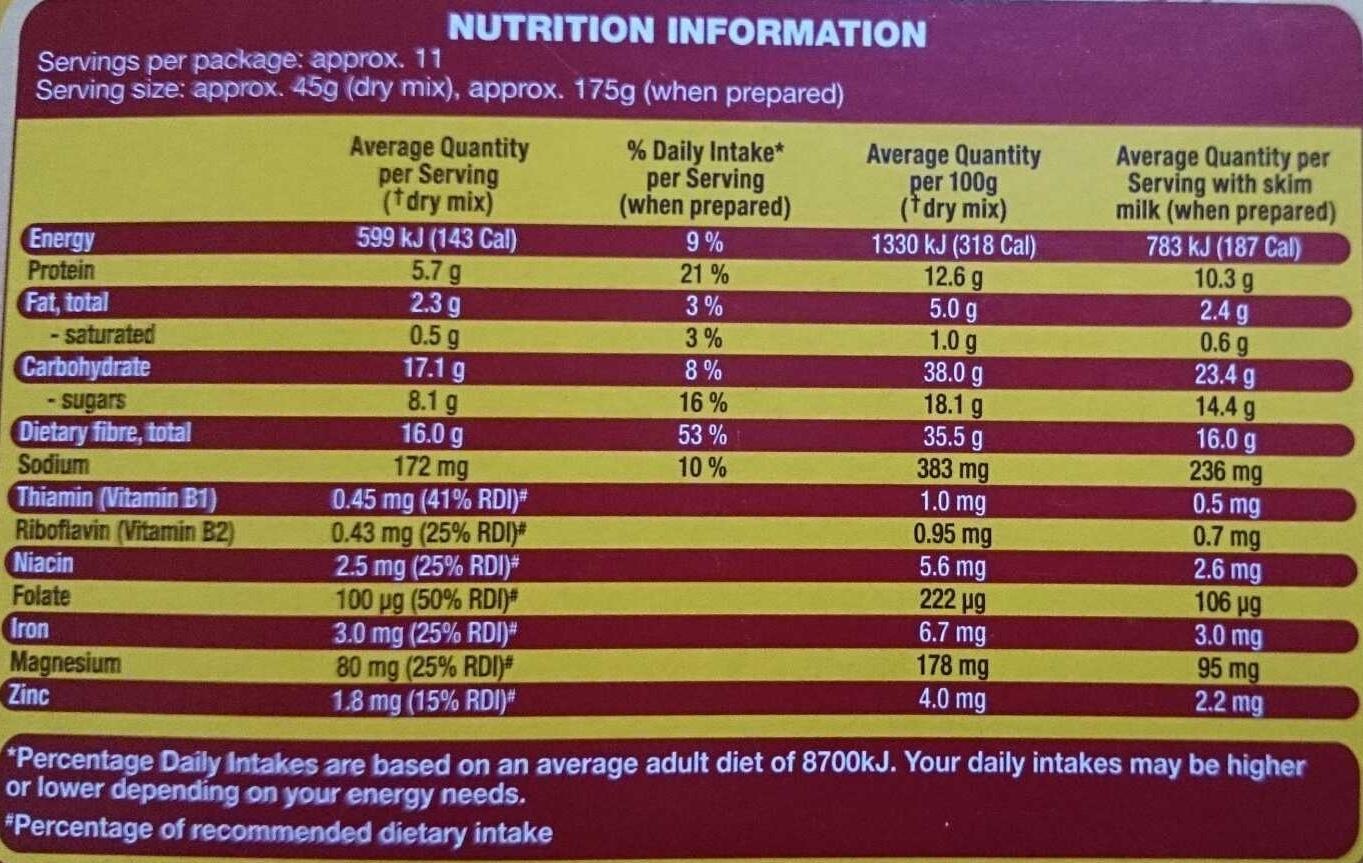 NUTRITION INFORMATION
Servings per package: approx. 11
Serving size: approx. 45g (dry mix), approx. 175g (when prepared)
Average Quantity per Serving (†dry mix) % Daily Intake* per Serving (when prepared) Average Quantity per 100g (†dry mix) Average Quantity per Serving with skim milk (when prepared)
Energy 599 kJ (143 Cal) 9 % 1330 kJ (318 Cal) 783 kJ (187 Cal)
Protein 5.7 g 21 % 12.6 g 10.3 g
Fat, total 2.3 g 3 % 5.0 g 2.4 g
- saturated 0.5 g 3 % 1.0 g 0.6 g
Carbohydrate 17.1 g 8 % 38.0 g 23.4 g
- sugars 8.1 g 16 % 18.1 g 14.4 g
Dietary fibre, total 16.0 g 53 % 35.5 g 16.0 g
Sodium 172 mg 10 % 383 mg 236 mg
Thiamin (Vitamin B1) 0.45 mg (41% RDI)# 1.0 mg 0.5 mg
Riboflavin (Vitamin B2) 0.43 mg (25% RDI)# 0.95 mg 0.7 mg
Niacin 2.5 mg (25% RDI)# 5.6 mg 2.6 mg
Folate 100 µg (50% RDI)# 222 µg 106 µg
Iron 3.0 mg (25% RDI)# 6.7 mg 3.0 mg
Magnesium 80 mg (25% RDI)# 178 mg 95 mg
Zinc 1.8 mg (15% RDI)# 4.0 mg 2.2 mg
*Percentage Daily Intakes are based on an average adult diet of 8700kJ. Your daily intakes may be higher
or lower depending on your energy needs.
#Percentage of recommended dietary intake